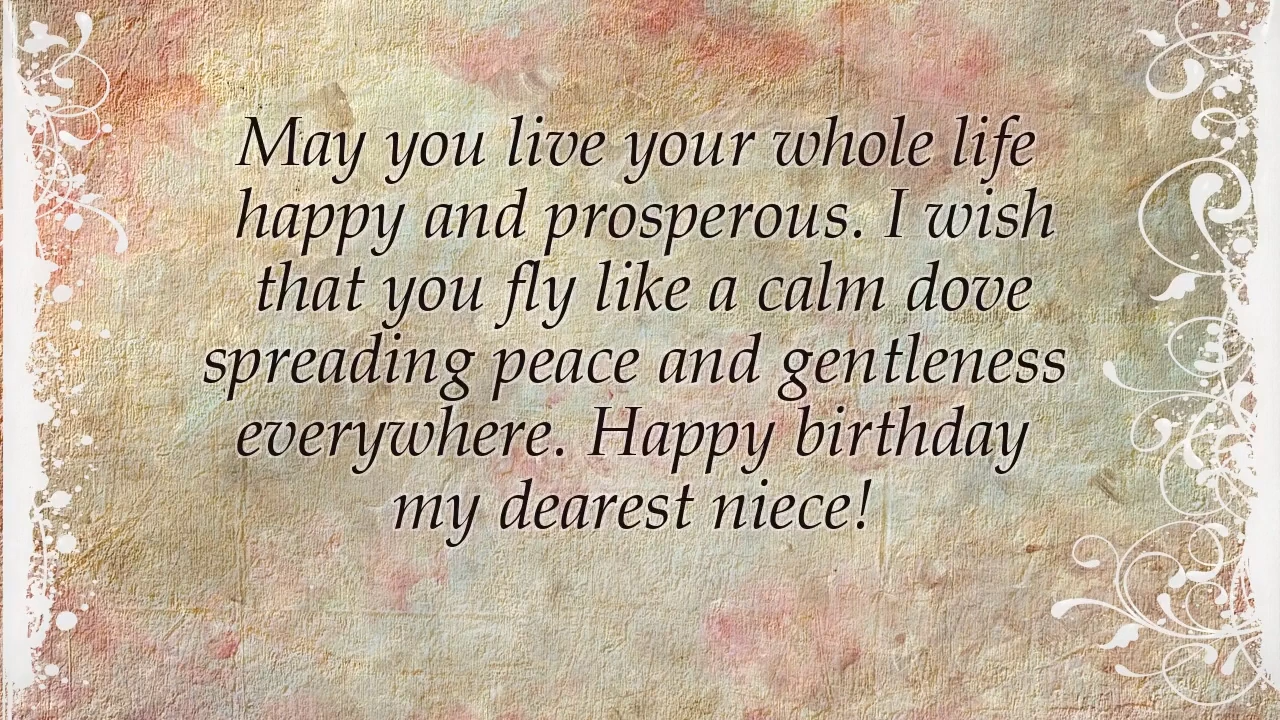 May you live your whole life
happy and prosperous. I wish
that you fly like a calm dove
spreading peace and gentleness
everywhere. Happy birthday
my dearest niece!